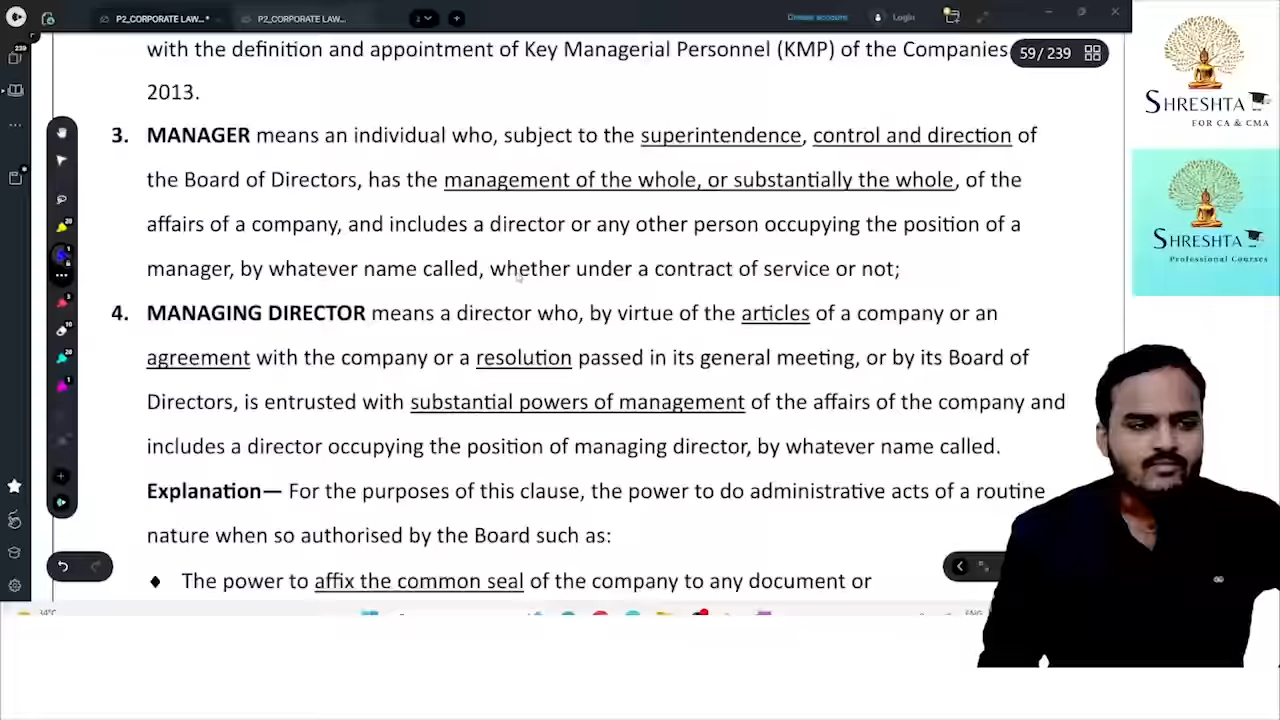 P2_CORPORATE LAW...*
P2_CORPORATE LAW...
2
Create account
Login
239
59/ 239
with the definition and appointment of Key Managerial Personnel (KMP) of the Companies
2013.
3. MANAGER means an individual who, subject to the superintendence, control and direction of
the Board of Directors, has the management of the whole, or substantially the whole, of the
affairs of a company, and includes a director or any other person occupying the position of a
manager, by whatever name called, whether under a contract of service or not;
4. MANAGING DIRECTOR means a director who, by virtue of the articles of a company or an
agreement with the company or a resolution passed in its general meeting, or by its Board of
Directors, is entrusted with substantial powers of management of the affairs of the company and
includes a director occupying the position of managing director, by whatever name called.
Explanation— For the purposes of this clause, the power to do administrative acts of a routine
nature when so authorised by the Board such as:
♦ The power to affix the common seal of the company to any document or
SHRESHTA
FOR CA & CMA
SHRESHTA
Professional Courses